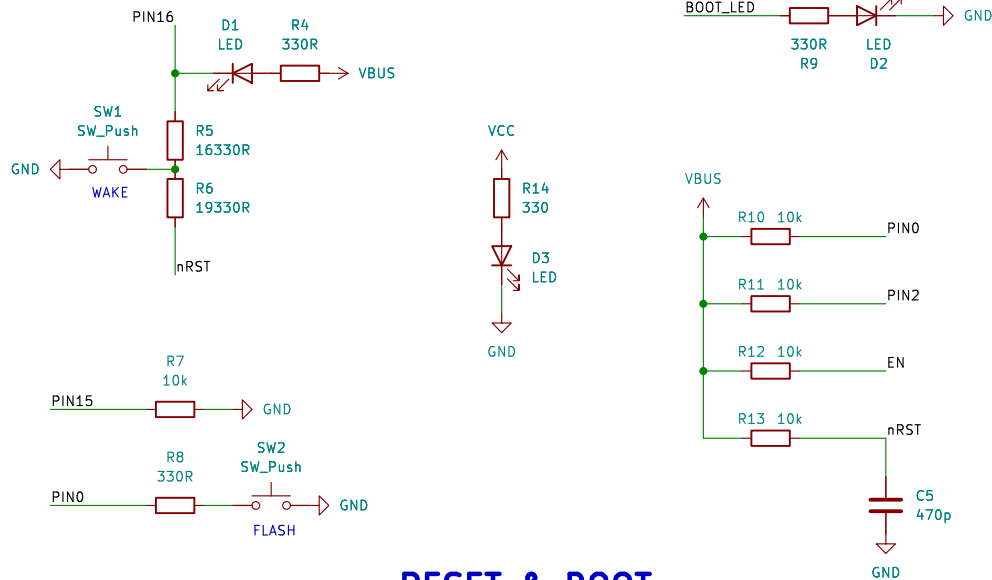 PIN16
D1
LED
R4
330R
VBUS
SW1
SW_Push
GND
WAKE
R5
16330R
R6
19330R
nRST
BOOT_LED
GND
330R
R9
LED
D2
VCC
R14
330
D3
LED
GND
VBUS
R10 10k
PIN0
R11 10k
PIN2
R12 10k
EN
R13 10k
nRST
C5
470p
GND
R7
10k
PIN15
GND
R8
330R
PIN0
SW2
SW_Push
GND
FLASH
RESET & BOOT